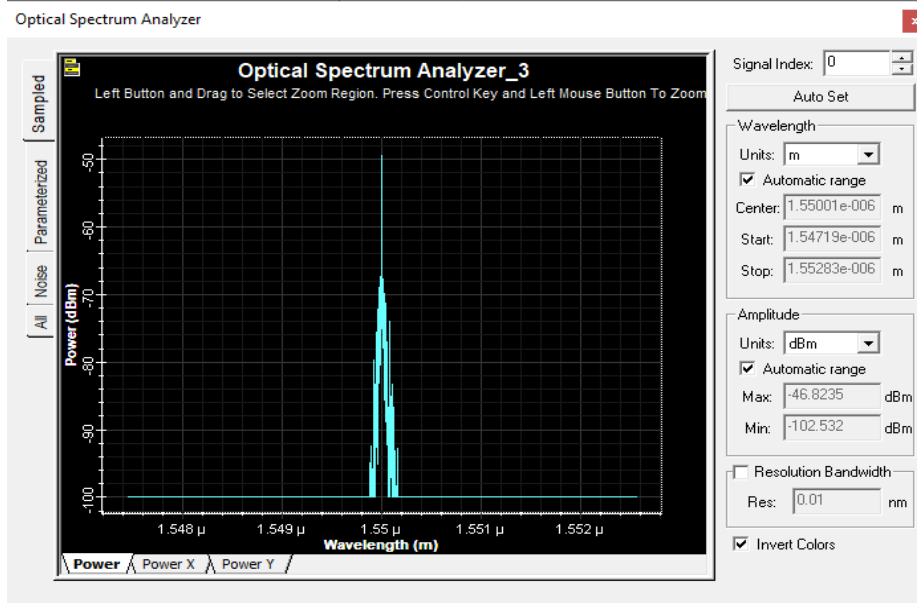 Optical Spectrum Analyzer
x
Sampled
Parameterized
Noise
All
Optical Spectrum Analyzer_3
Left Button and Drag to Select Zoom Region. Press Control Key and Left Mouse Button To Zoom
Power (dBm)
-50
-60
-70
-80
-90
-100
1.548 µ 1.549 µ 1.55 µ 1.551 µ 1.552 µ
Wavelength (m)
Power Power X Power Y
Signal Index: 0
Auto Set
Wavelength
Units: m
Automatic range
Center: 1.55001e-006 m
Start: 1.54719e-006 m
Stop: 1.55283e-006 m
Amplitude
Units: dBm
Automatic range
Max: -46.8235 dBm
Min: -102.532 dBm
Resolution Bandwidth
Res: 0.01 nm
Invert Colors